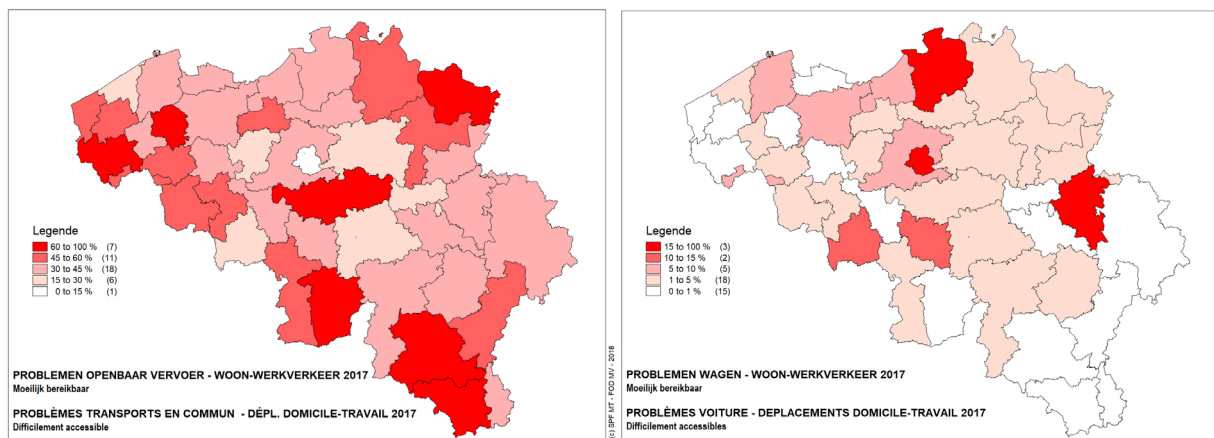 Legende
60 to 100 % (7)
45 to 60 % (11)
30 to 45 % (18)
15 to 30 % (6)
0 to 15 % (1)
PROBLEMEN OPENBAAR VERVOER - WOON-WERKVERKEER 2017
Moeilijk bereikbaar
PROBLÈMES TRANSPORTS EN COMMUN - DÉPL. DOMICILE-TRAVAIL 2017
Difficilement accessible
(c) SPF MT - FOD MV - 2018
Legende
15 to 100 % (3)
10 to 15 % (2)
5 to 10 % (5)
1 to 5 % (18)
0 to 1 % (15)
PROBLEMEN WAGEN - WOON-WERKVERKEER 2017
Moeilijk bereikbaar
PROBLÈMES VOITURE - DEPLACEMENTS DOMICILE-TRAVAIL 2017
Difficilement accessibles